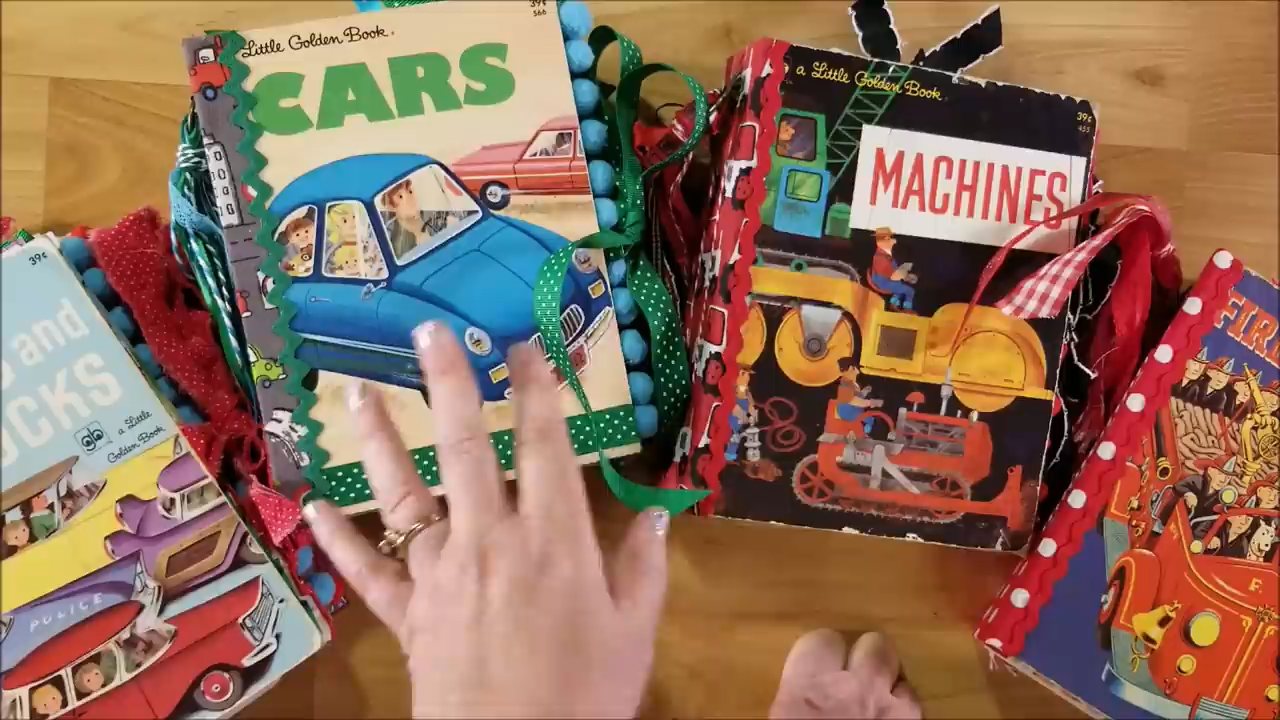 39¢
and
CKS
a Little
Golden Book
POLICE
Little Golden Book
CARS
39¢
566
a Little Golden Book
39¢
455
MACHINES
FIR
F.